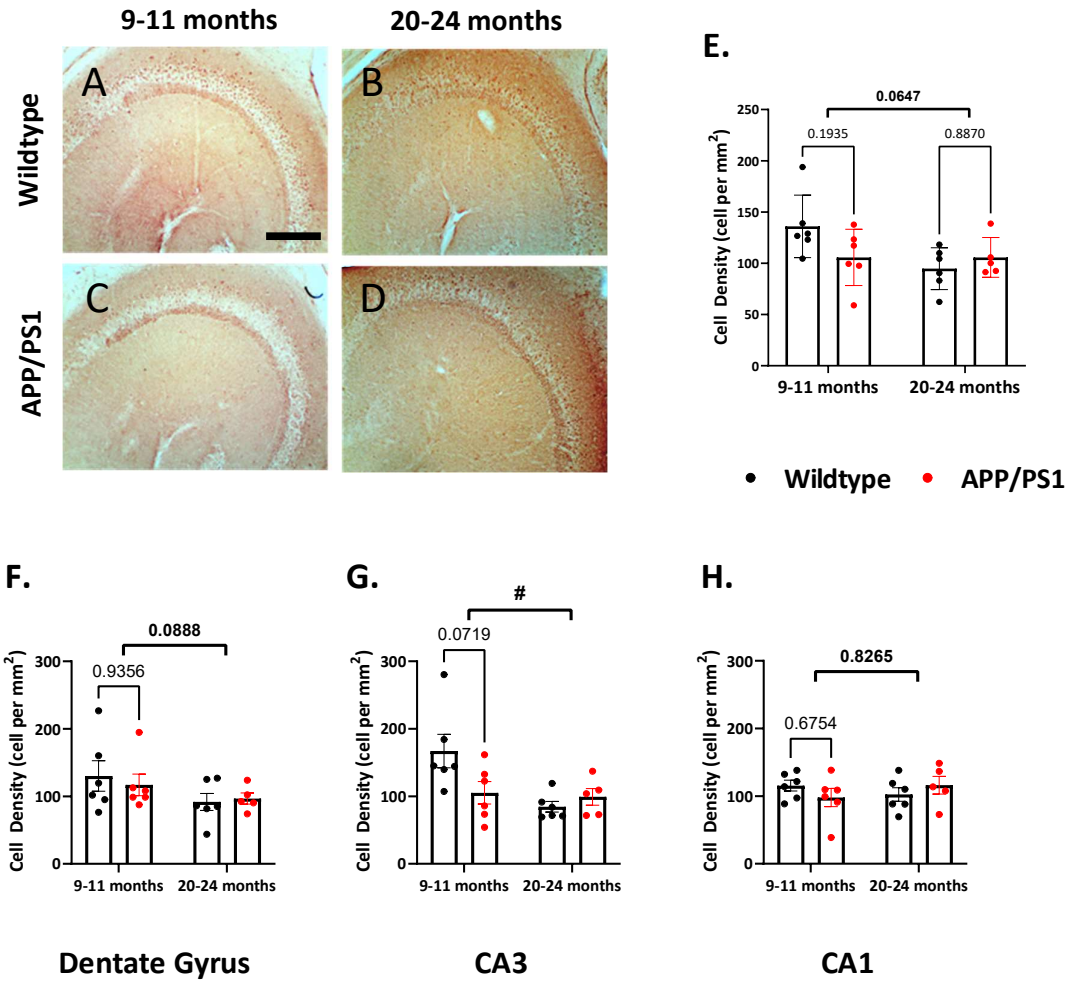 9-11 months
20-24 months
Wildtype
APP/PS1
A
B
C
D
E.
Cell Density (cell per mm²)
250
200
150
100
50
0
0.0647
0.1935
0.8870
9-11 months
20-24 months
Wildtype
APP/PS1
F.
Cell Density (cell per mm²)
300
200
100
0
0.0888
0.9356
9-11 months
20-24 months
Dentate Gyrus
G.
Cell Density (cell per mm²)
300
200
100
0
#
0.0719
9-11 months
20-24 months
CA3
H.
Cell Density (cell per mm²)
300
200
100
0
0.8265
0.6754
9-11 months
20-24 months
CA1